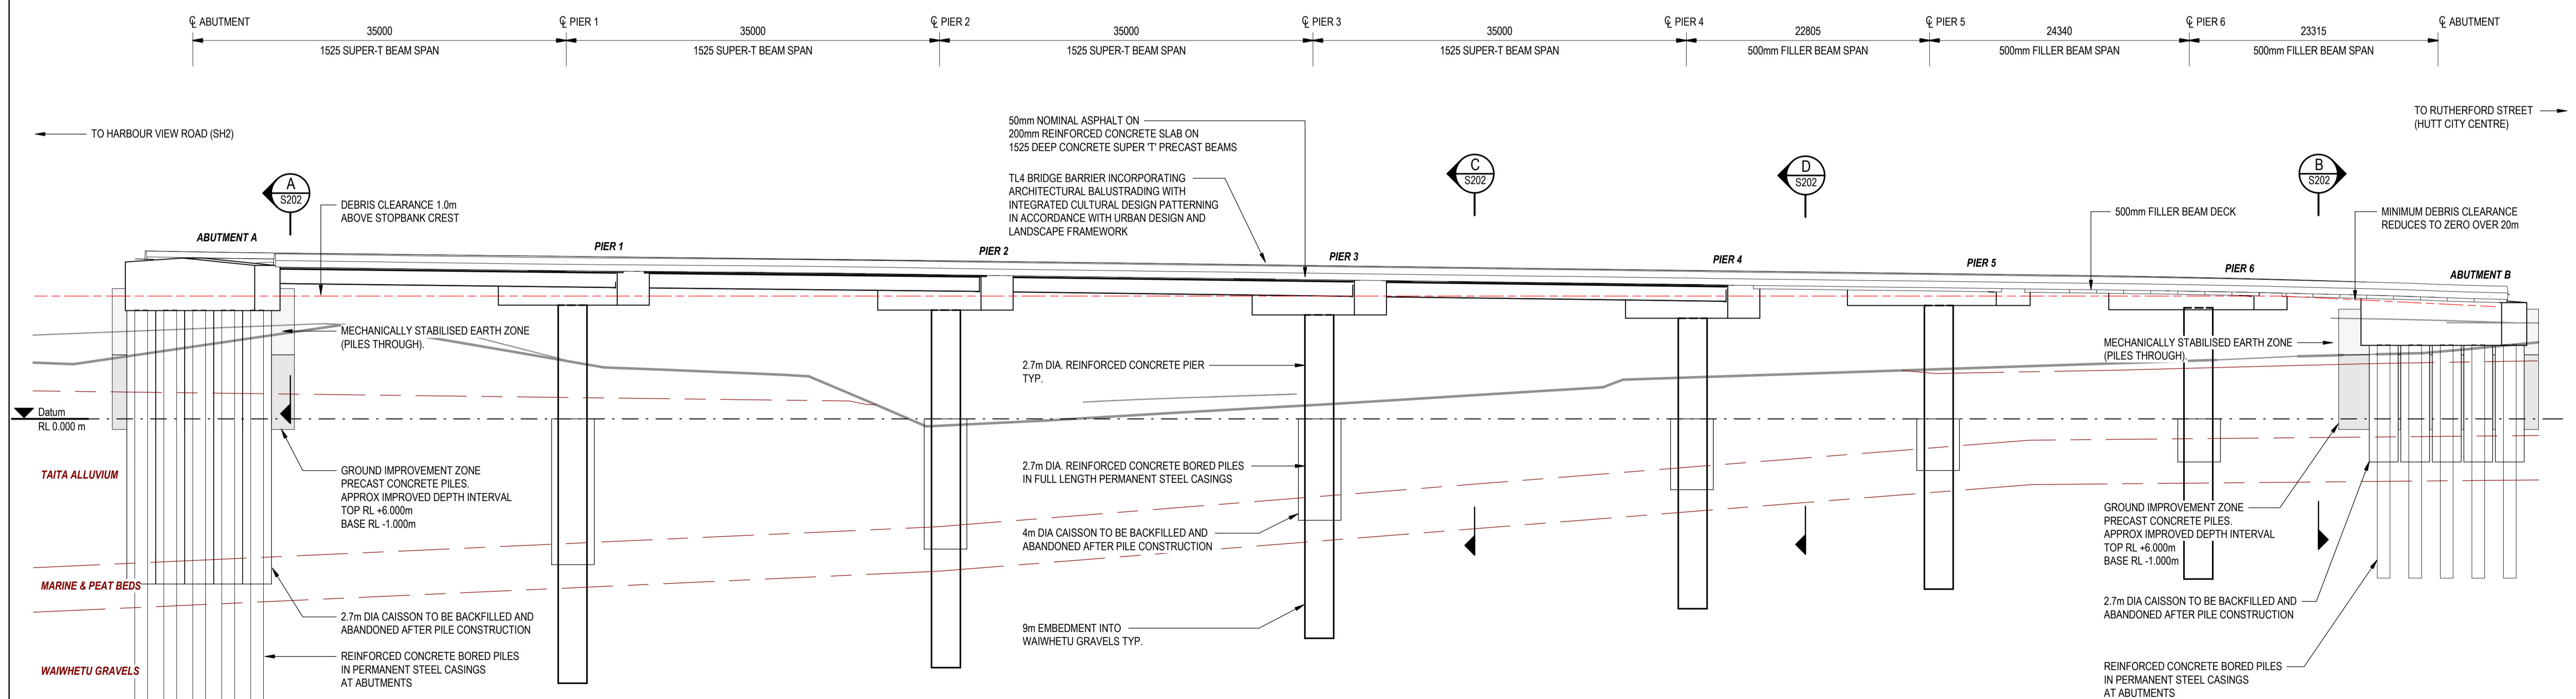 ℄ ABUTMENT
℄ PIER 1
℄ PIER 2
℄ PIER 3
℄ PIER 4
℄ PIER 5
℄ PIER 6
℄ ABUTMENT
35000
35000
35000
35000
22805
24340
23315
1525 SUPER-T BEAM SPAN
1525 SUPER-T BEAM SPAN
1525 SUPER-T BEAM SPAN
1525 SUPER-T BEAM SPAN
500mm FILLER BEAM SPAN
500mm FILLER BEAM SPAN
500mm FILLER BEAM SPAN
TO HARBOUR VIEW ROAD (SH2)
TO RUTHERFORD STREET
(HUTT CITY CENTRE)
50mm NOMINAL ASPHALT ON
200mm REINFORCED CONCRETE SLAB ON
1525 DEEP CONCRETE SUPER 'T' PRECAST BEAMS
TL4 BRIDGE BARRIER INCORPORATING
ARCHITECTURAL BALUSTRADING WITH
INTEGRATED CULTURAL DESIGN PATTERNING
IN ACCORDANCE WITH URBAN DESIGN AND
LANDSCAPE FRAMEWORK
A
S202
C
S202
D
S202
B
S202
DEBRIS CLEARANCE 1.0m
ABOVE STOPBANK CREST
500mm FILLER BEAM DECK
MINIMUM DEBRIS CLEARANCE
REDUCES TO ZERO OVER 20m
ABUTMENT A
PIER 1
PIER 2
PIER 3
PIER 4
PIER 5
PIER 6
ABUTMENT B
MECHANICALLY STABILISED EARTH ZONE
(PILES THROUGH).
MECHANICALLY STABILISED EARTH ZONE
(PILES THROUGH).
2.7m DIA. REINFORCED CONCRETE PIER
TYP.
Datum
RL 0.000 m
TAITA ALLUVIUM
GROUND IMPROVEMENT ZONE
PRECAST CONCRETE PILES.
APPROX IMPROVED DEPTH INTERVAL
TOP RL +6.000m
BASE RL -1.000m
2.7m DIA. REINFORCED CONCRETE BORED PILES
IN FULL LENGTH PERMANENT STEEL CASINGS
4m DIA CAISSON TO BE BACKFILLED AND
ABANDONED AFTER PILE CONSTRUCTION
GROUND IMPROVEMENT ZONE
PRECAST CONCRETE PILES.
APPROX IMPROVED DEPTH INTERVAL
TOP RL +6.000m
BASE RL -1.000m
MARINE & PEAT BEDS
2.7m DIA CAISSON TO BE BACKFILLED AND
ABANDONED AFTER PILE CONSTRUCTION
9m EMBEDMENT INTO
WAIWHETU GRAVELS TYP.
2.7m DIA CAISSON TO BE BACKFILLED AND
ABANDONED AFTER PILE CONSTRUCTION
WAIWHETU GRAVELS
REINFORCED CONCRETE BORED PILES
IN PERMANENT STEEL CASINGS
AT ABUTMENTS
REINFORCED CONCRETE BORED PILES
IN PERMANENT STEEL CASINGS
AT ABUTMENTS